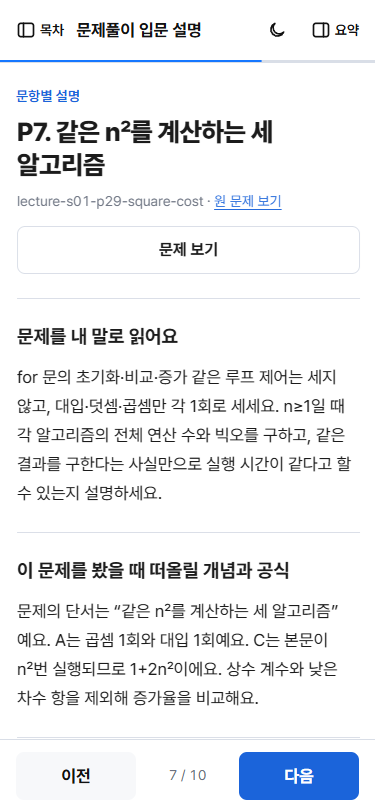 목차 문제풀이 입문 설명 요약
문항별 설명
P7. 같은 n²를 계산하는 세
알고리즘
lecture-s01-p29-square-cost · 원 문제 보기
문제 보기
문제를 내 말로 읽어요
for 문의 초기화·비교·증가 같은 루프 제어는 세지
않고, 대입·덧셈·곱셈만 각 1회로 세세요. n≥1일 때
각 알고리즘의 전체 연산 수와 빅오를 구하고, 같은
결과를 구한다는 사실만으로 실행 시간이 같다고 할
수 있는지 설명하세요.
이 문제를 봤을 때 떠올릴 개념과 공식
문제의 단서는 “같은 n²를 계산하는 세 알고리즘”
예요. A는 곱셈 1회와 대입 1회예요. C는 본문이
n²번 실행되므로 1+2n²이에요. 상수 계수와 낮은
차수 항을 제외해 증가율을 비교해요.
이전 7 / 10 다음